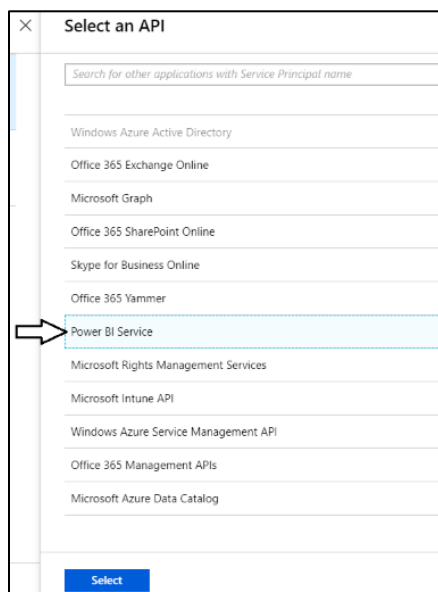 Select an API
Search for other applications with Service Principal name
Windows Azure Active Directory
Office 365 Exchange Online
Microsoft Graph
Office 365 SharePoint Online
Skype for Business Online
Office 365 Yammer
Power BI Service
Microsoft Rights Management Services
Microsoft Intune API
Windows Azure Service Management API
Office 365 Management APIs
Microsoft Azure Data Catalog
Select